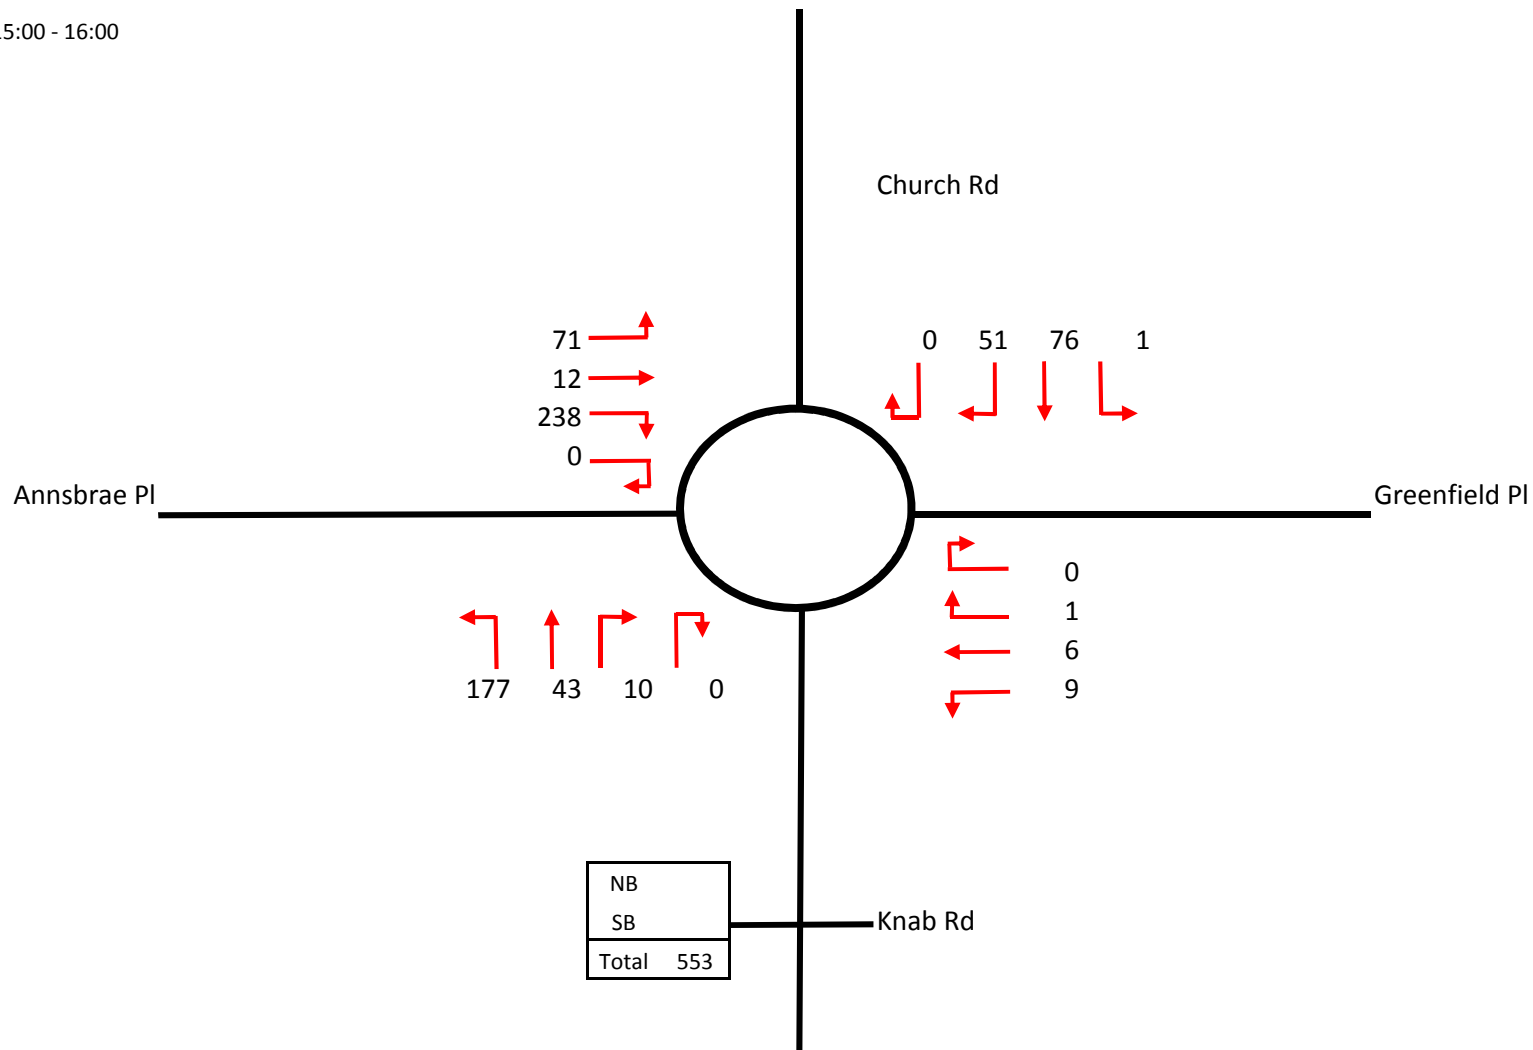 5:00 - 16:00
Church Rd
71
12
238
0
0 51 76 1
Annsbrae Pl
Greenfield Pl
0
1
6
9
177 43 10 0
NB
SB
Knab Rd
Total 553